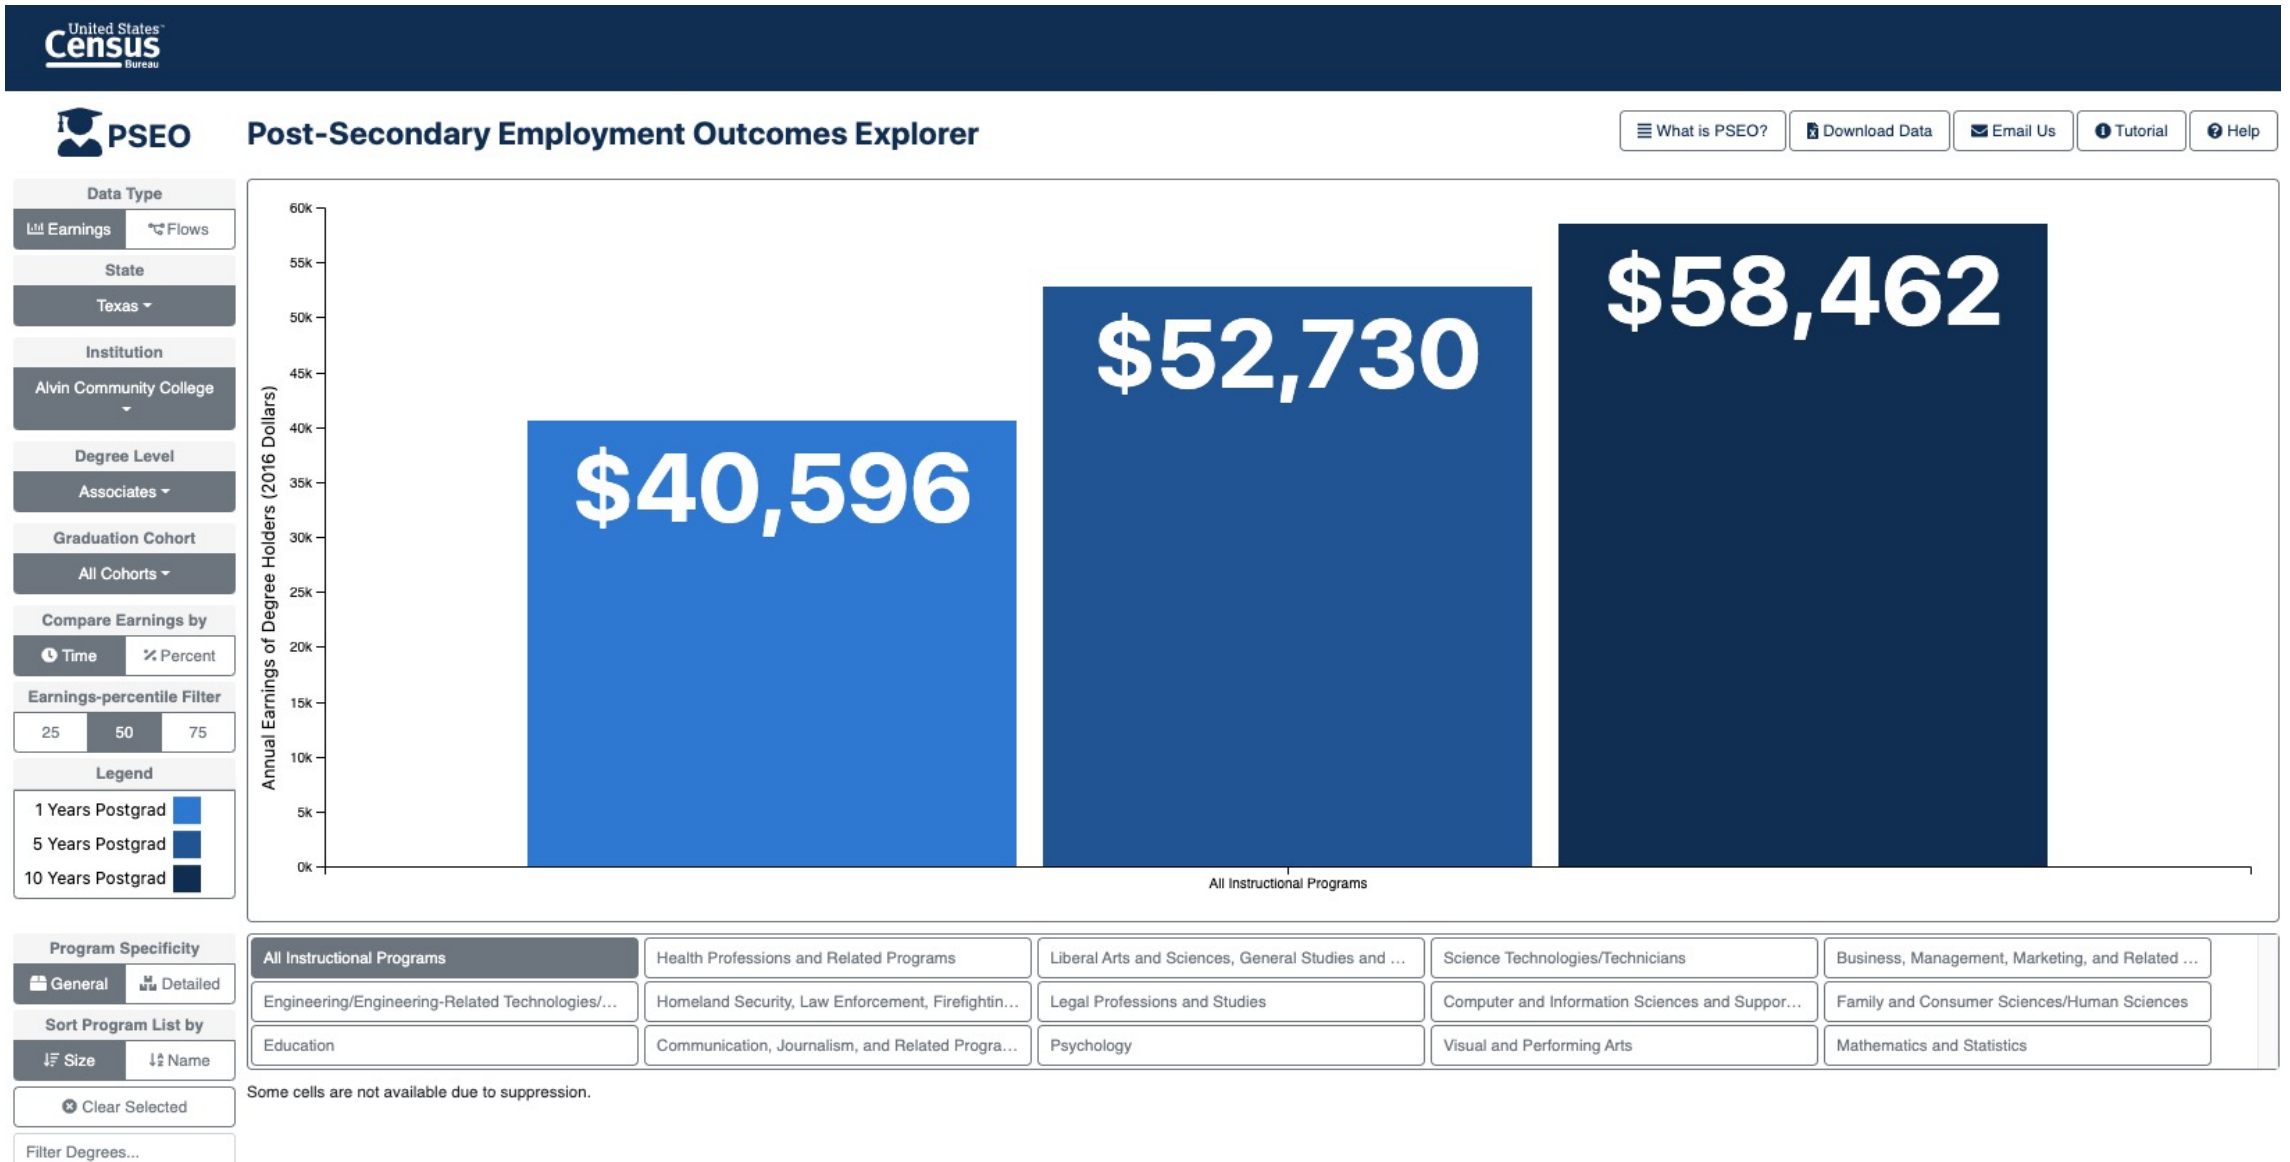 United States™
Census
Bureau
PSEO
Post-Secondary Employment Outcomes Explorer
What is PSEO?
Download Data
Email Us
Tutorial
Help
Data Type
Earnings
Flows
State
Texas
Institution
Alvin Community College
Degree Level
Associates
Graduation Cohort
All Cohorts
Compare Earnings by
Time
Percent
Earnings-percentile Filter
25
50
75
Legend
1 Years Postgrad
5 Years Postgrad
10 Years Postgrad
Annual Earnings of Degree Holders (2016 Dollars)
60k
55k
50k
45k
40k
35k
30k
25k
20k
15k
10k
5k
0k
$40,596
$52,730
$58,462
All Instructional Programs
Program Specificity
General
Detailed
Sort Program List by
Size
Name
Clear Selected
Filter Degrees...
All Instructional Programs
Health Professions and Related Programs
Liberal Arts and Sciences, General Studies and ...
Science Technologies/Technicians
Business, Management, Marketing, and Related ...
Engineering/Engineering-Related Technologies/...
Homeland Security, Law Enforcement, Firefightin...
Legal Professions and Studies
Computer and Information Sciences and Suppor...
Family and Consumer Sciences/Human Sciences
Education
Communication, Journalism, and Related Progra...
Psychology
Visual and Performing Arts
Mathematics and Statistics
Some cells are not available due to suppression.